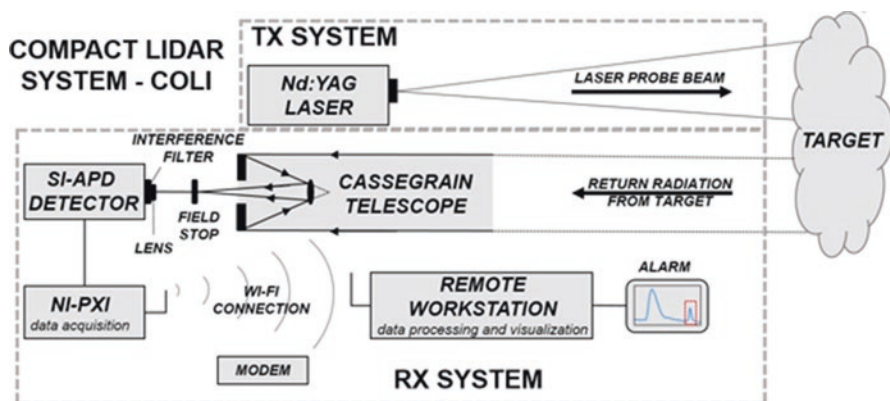 COMPACT LIDAR
SYSTEM - COLI
TX SYSTEM
Nd:YAG
LASER
LASER PROBE BEAM
TARGET
INTERFERENCE
FILTER
SI-APD
DETECTOR
LENS
FIELD
STOP
CASSEGRAIN
TELESCOPE
RETURN RADIATION
FROM TARGET
NI-PXI
data acquisition
WI-FI
CONNECTION
MODEM
REMOTE
WORKSTATION
data processing and visualization
ALARM
RX SYSTEM